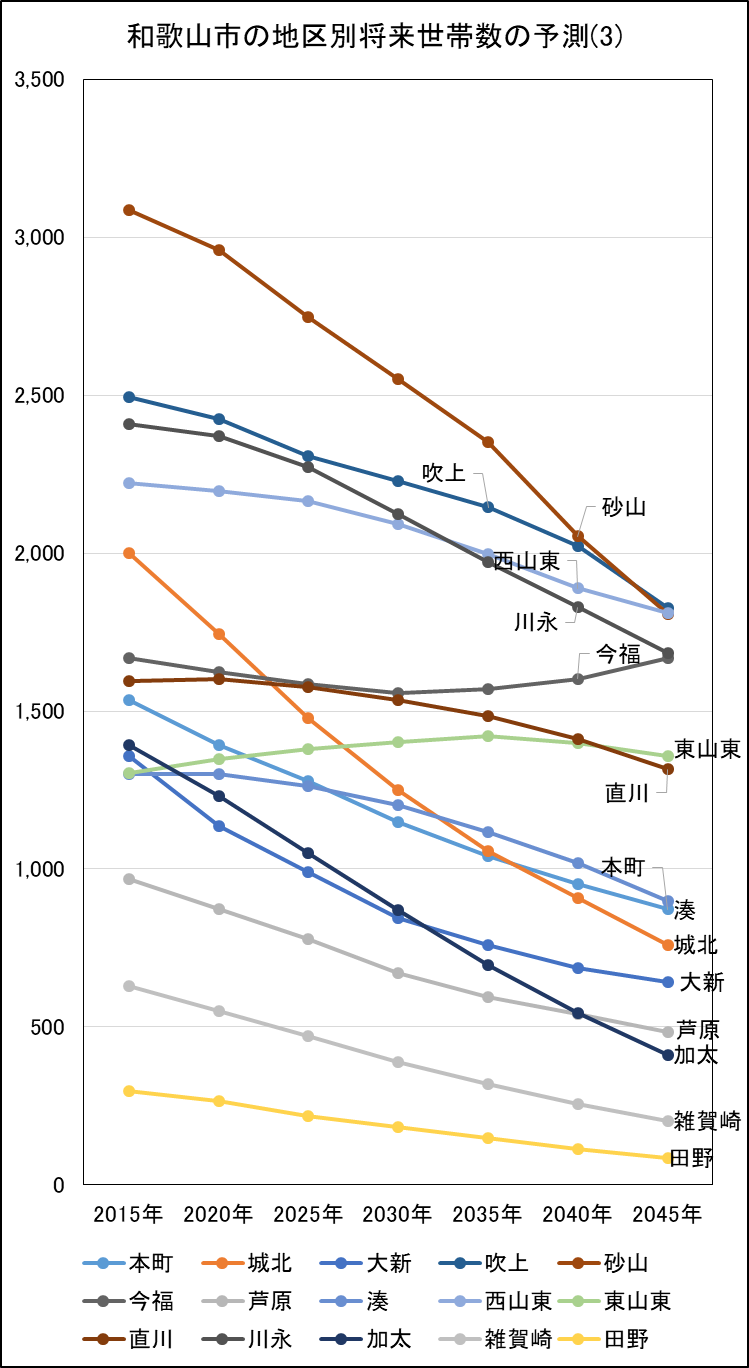 和歌山市の地区別将来世帯数の予測(3)
3,500
3,000
2,500
吹上
砂山
2,000
西山東
川永
今福
1,500
東山東
直川
1,000
本町
湊
城北
大新
500
芦原
加太
雑賀崎
田野
0
2015年 2020年 2025年 2030年 2035年 2040年 2045年
本町 城北 大新 吹上 砂山
今福 芦原 湊 西山東 東山東
直川 川永 加太 雑賀崎 田野